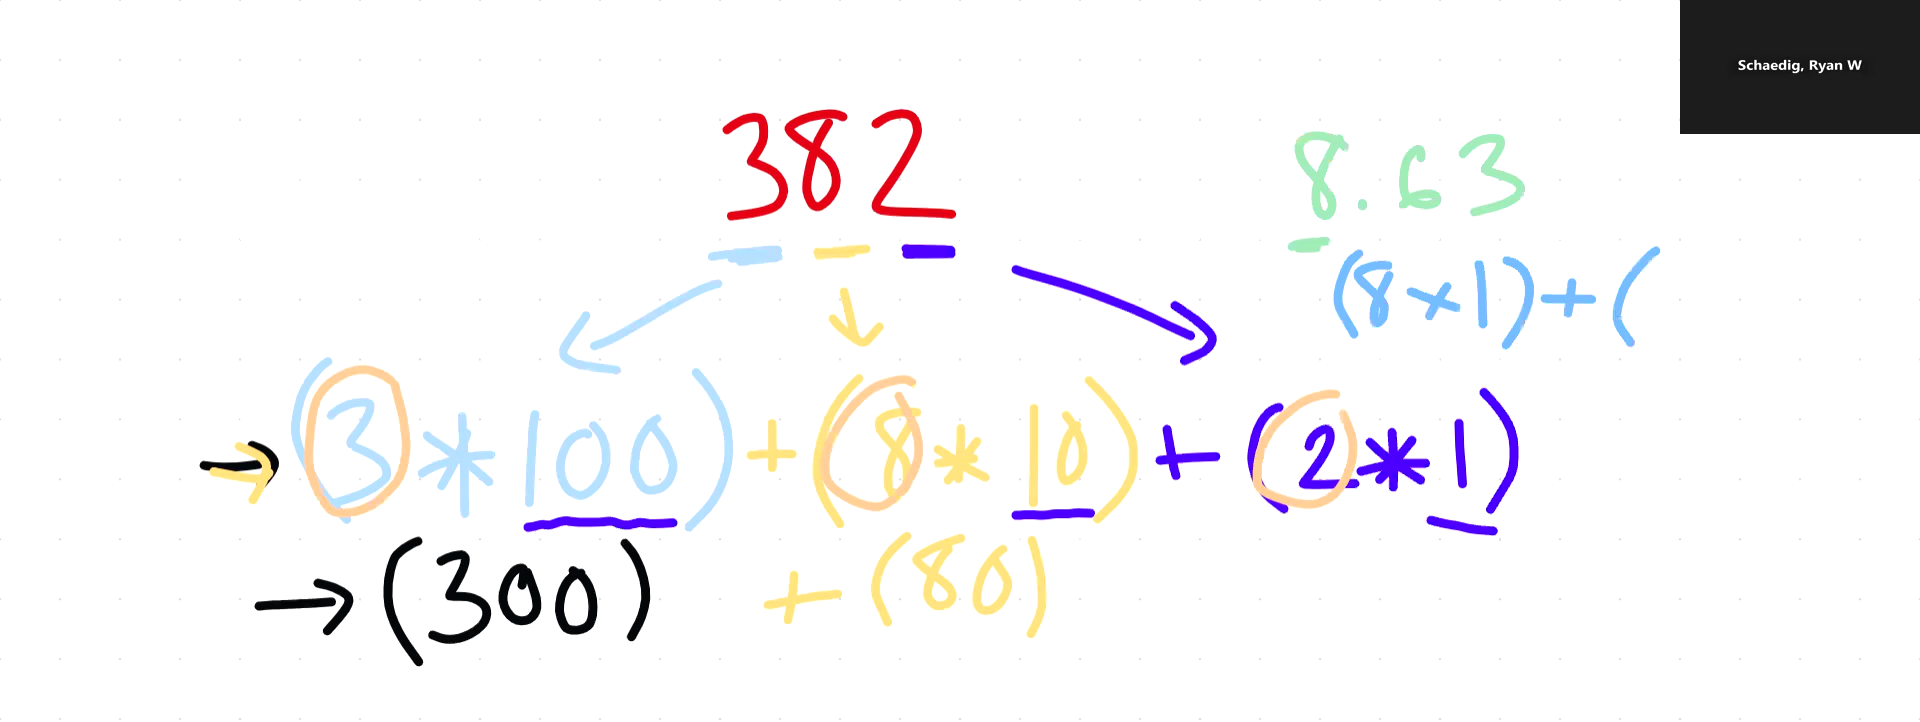 Schaedig, Ryan W
382
8.63
(8×1)+(
→ (3*100) + (8*10) + (2*1)
→ (300) + (80)